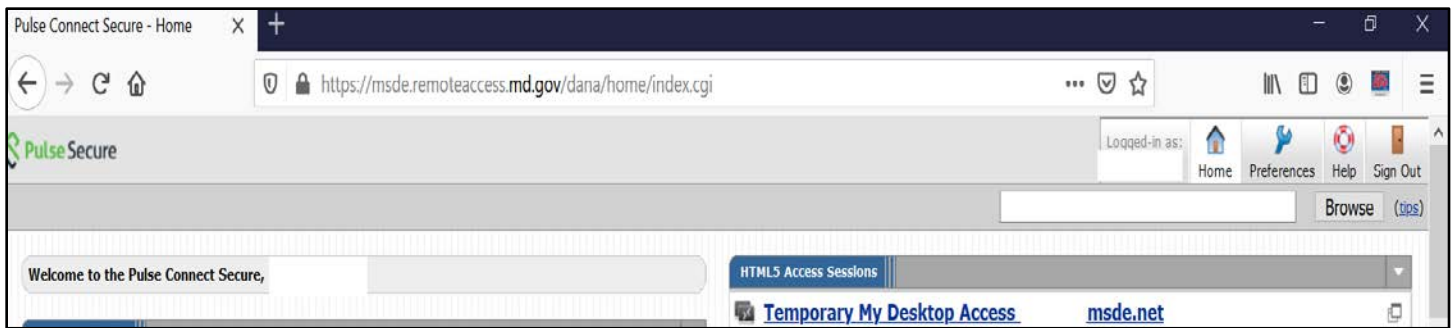 Pulse Connect Secure - Home X +
https://msde.remoteaccess.md.gov/dana/home/index.cgi
Pulse Secure
Logged-in as:
Home Preferences Help Sign Out
Browse (tips)
Welcome to the Pulse Connect Secure,
HTML5 Access Sessions
Temporary My Desktop Access msde.net